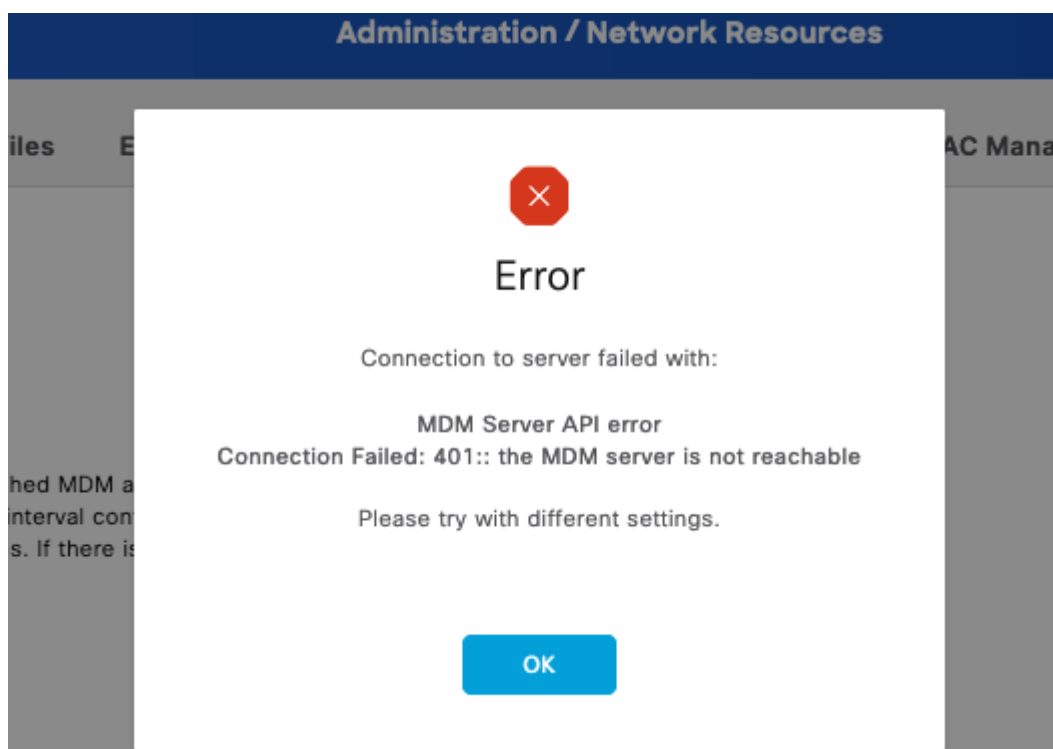 Administration / Network Resources
iles E AC Mana
Error
Connection to server failed with:
MDM Server API error
Connection Failed: 401:: the MDM server is not reachable
hed MDM a
interval con
Please try with different settings.
s. If there is
OK